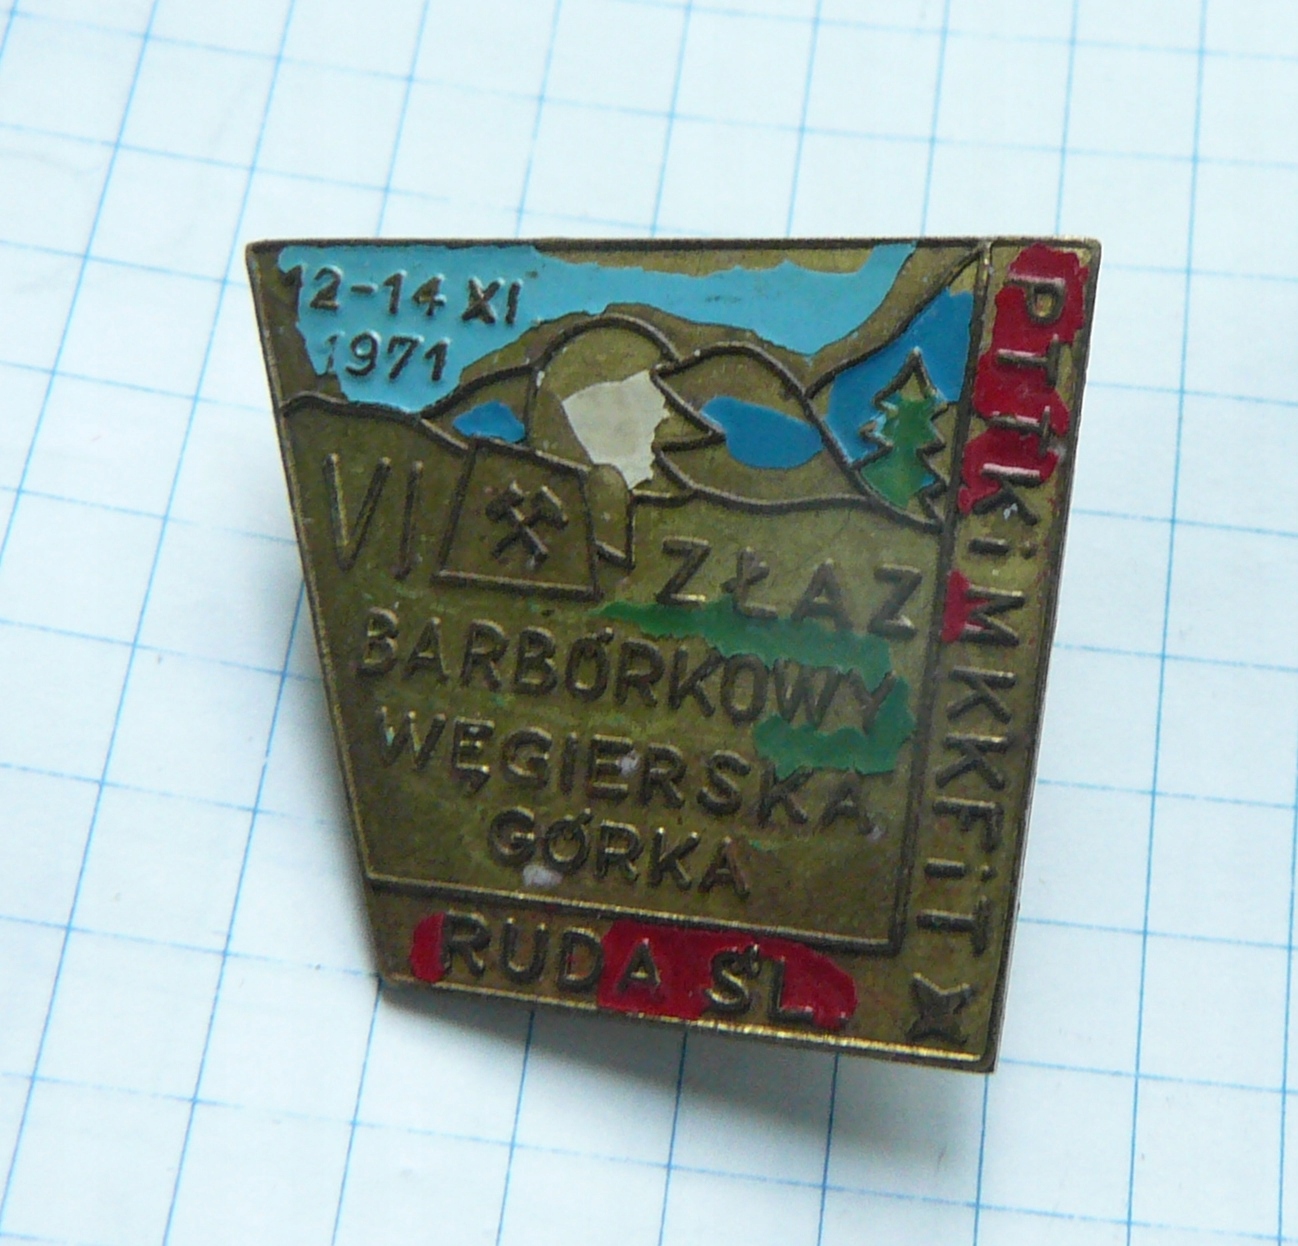 12-14 XI
1971
VI ZŁAZ
BARBÓRKOWY
WĘGIERSKA
GÓRKA
RUDA ŚL.
PTTK i MKKFiT